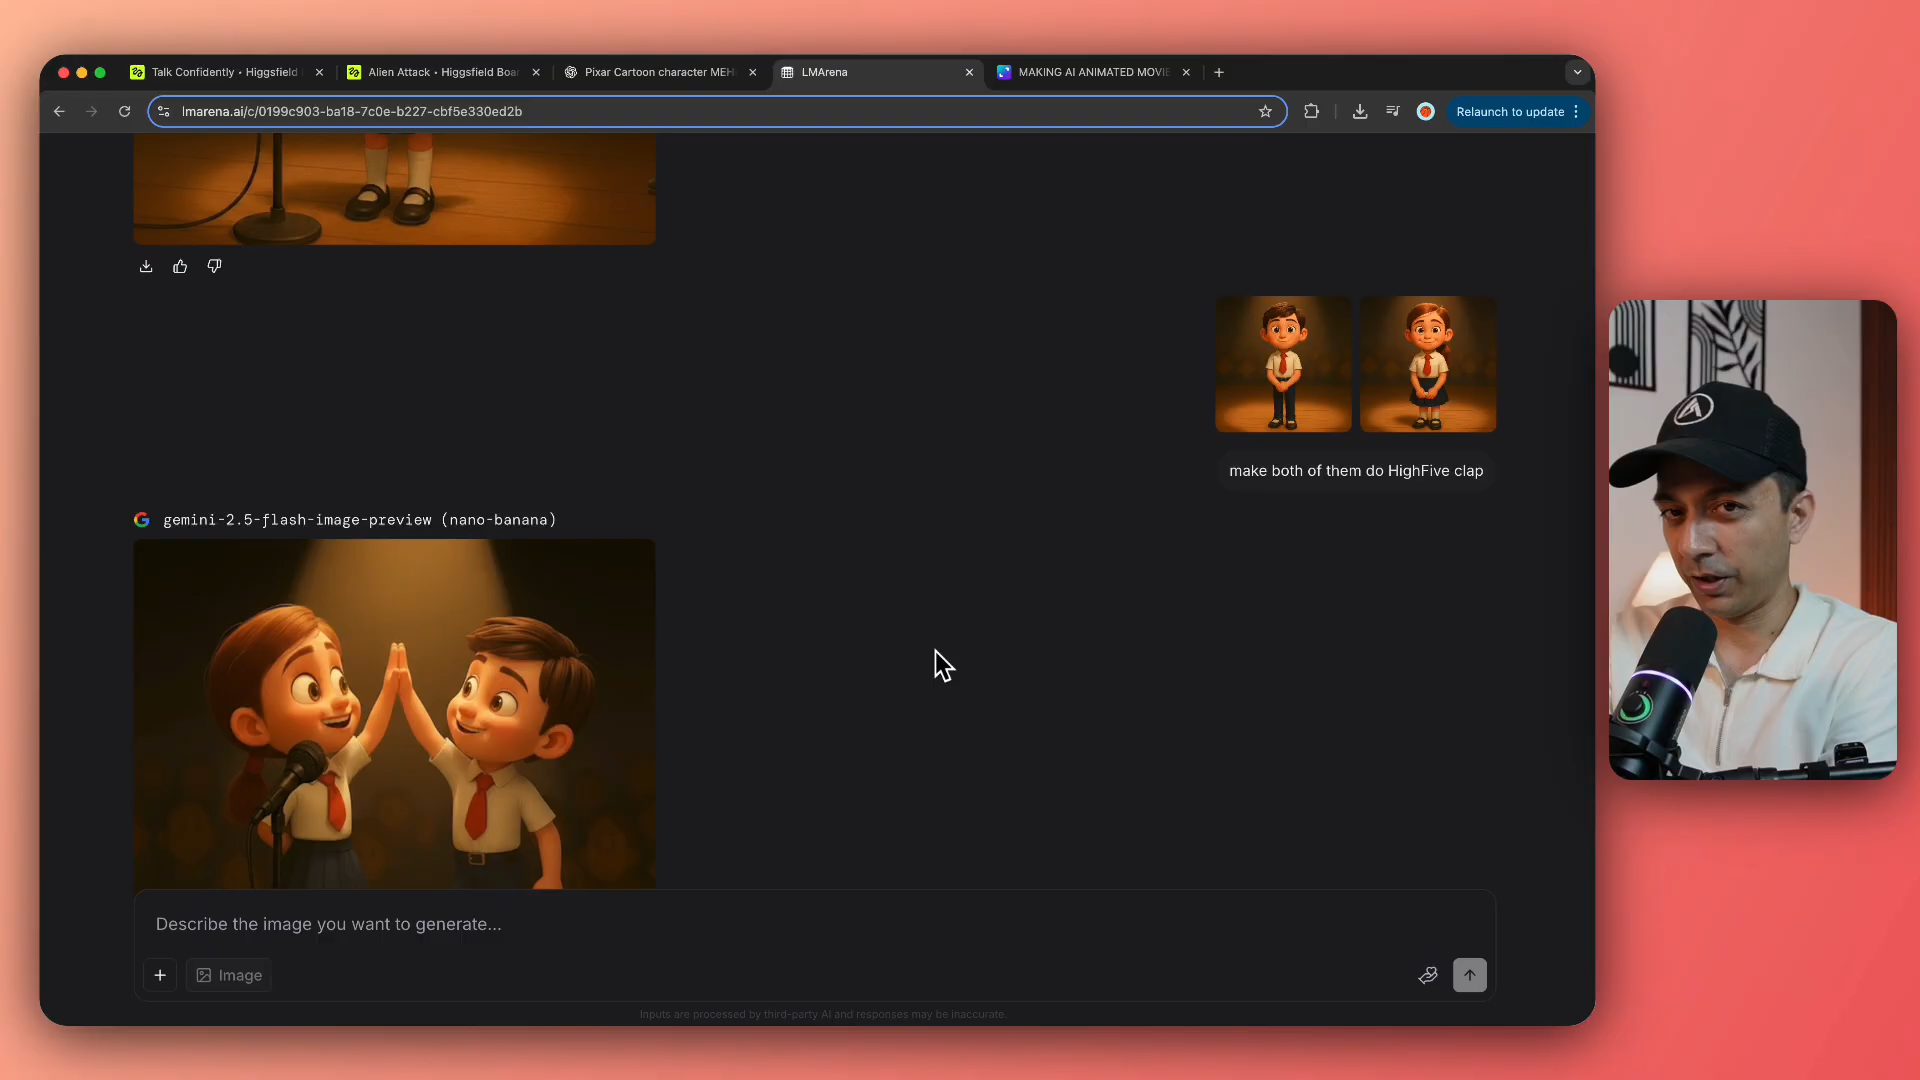 Talk Confidently • Higgsfield
Alien Attack • Higgsfield Boar
Pixar Cartoon character MEH
LMArena
MAKING AI ANIMATED MOVIE
lmarena.ai/c/0199c903-ba18-7c0e-b227-cbf5e330ed2b
Relaunch to update
make both of them do HighFive clap
gemini-2.5-flash-image-preview (nano-banana)
Describe the image you want to generate...
Image
Inputs are processed by third-party AI and responses may be inaccurate.